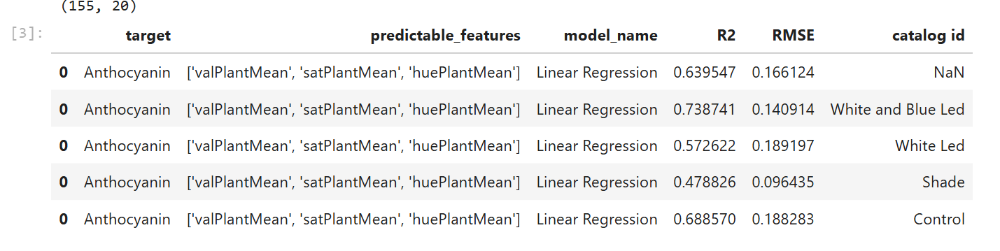 (155, 20)
[3]: target predictable_features model_name R2 RMSE catalog id
0 Anthocyanin ['valPlantMean', 'satPlantMean', 'huePlantMean'] Linear Regression 0.639547 0.166124 NaN
0 Anthocyanin ['valPlantMean', 'satPlantMean', 'huePlantMean'] Linear Regression 0.738741 0.140914 White and Blue Led
0 Anthocyanin ['valPlantMean', 'satPlantMean', 'huePlantMean'] Linear Regression 0.572622 0.189197 White Led
0 Anthocyanin ['valPlantMean', 'satPlantMean', 'huePlantMean'] Linear Regression 0.478826 0.096435 Shade
0 Anthocyanin ['valPlantMean', 'satPlantMean', 'huePlantMean'] Linear Regression 0.688570 0.188283 Control